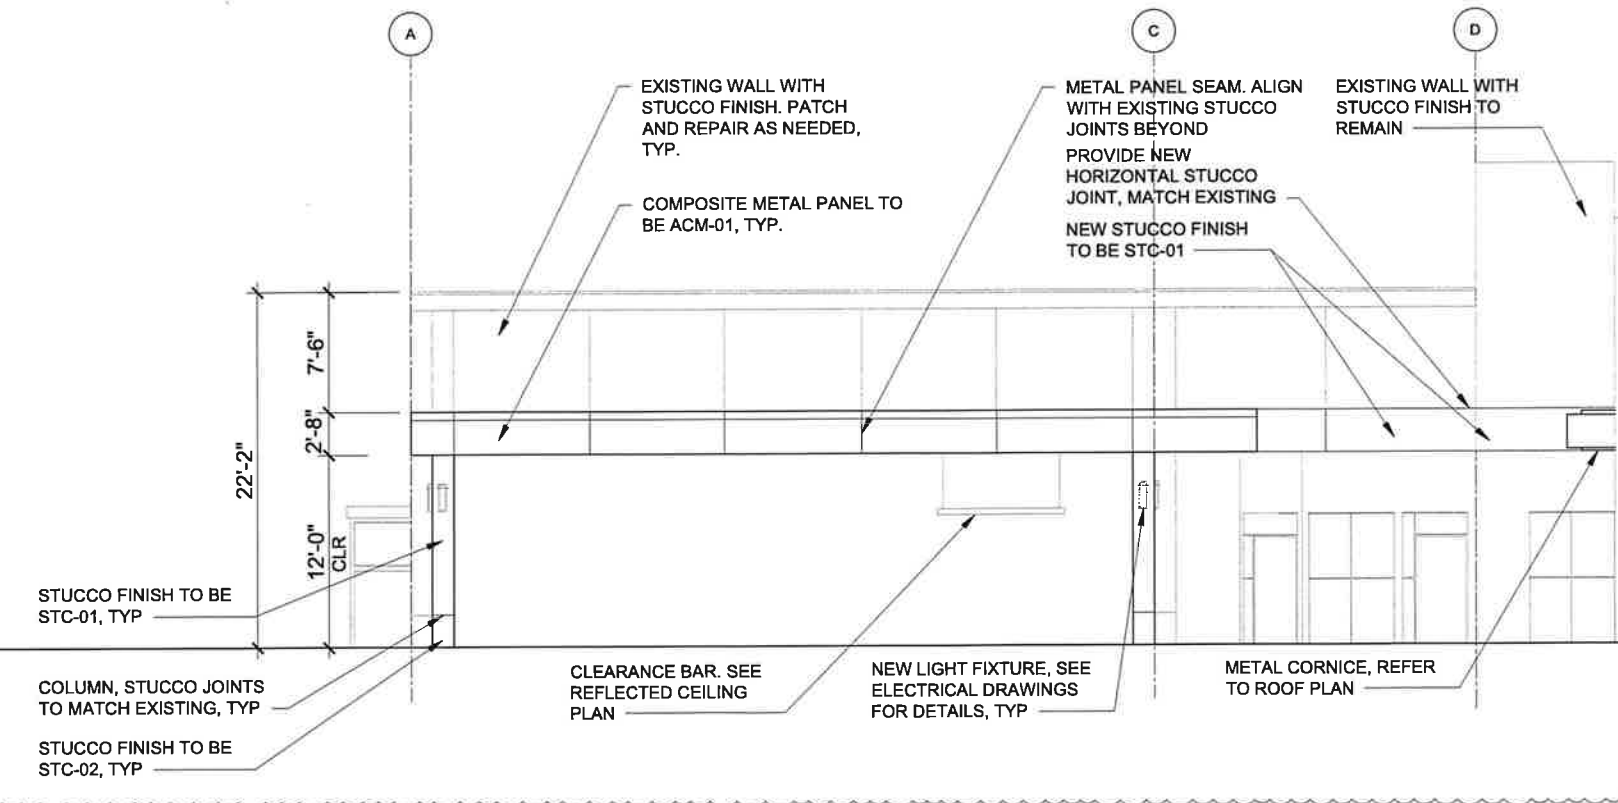 A
C
D
EXISTING WALL WITH
STUCCO FINISH. PATCH
AND REPAIR AS NEEDED,
TYP.
COMPOSITE METAL PANEL TO
BE ACM-01, TYP.
METAL PANEL SEAM. ALIGN
WITH EXISTING STUCCO
JOINTS BEYOND
PROVIDE NEW
HORIZONTAL STUCCO
JOINT, MATCH EXISTING
NEW STUCCO FINISH
TO BE STC-01
EXISTING WALL WITH
STUCCO FINISH TO
REMAIN
7'-6"
2'-8"
22'-2"
12'-0"
CLR
STUCCO FINISH TO BE
STC-01, TYP
COLUMN, STUCCO JOINTS
TO MATCH EXISTING, TYP
STUCCO FINISH TO BE
STC-02, TYP
CLEARANCE BAR. SEE
REFLECTED CEILING
PLAN
NEW LIGHT FIXTURE, SEE
ELECTRICAL DRAWINGS
FOR DETAILS, TYP
METAL CORNICE, REFER
TO ROOF PLAN